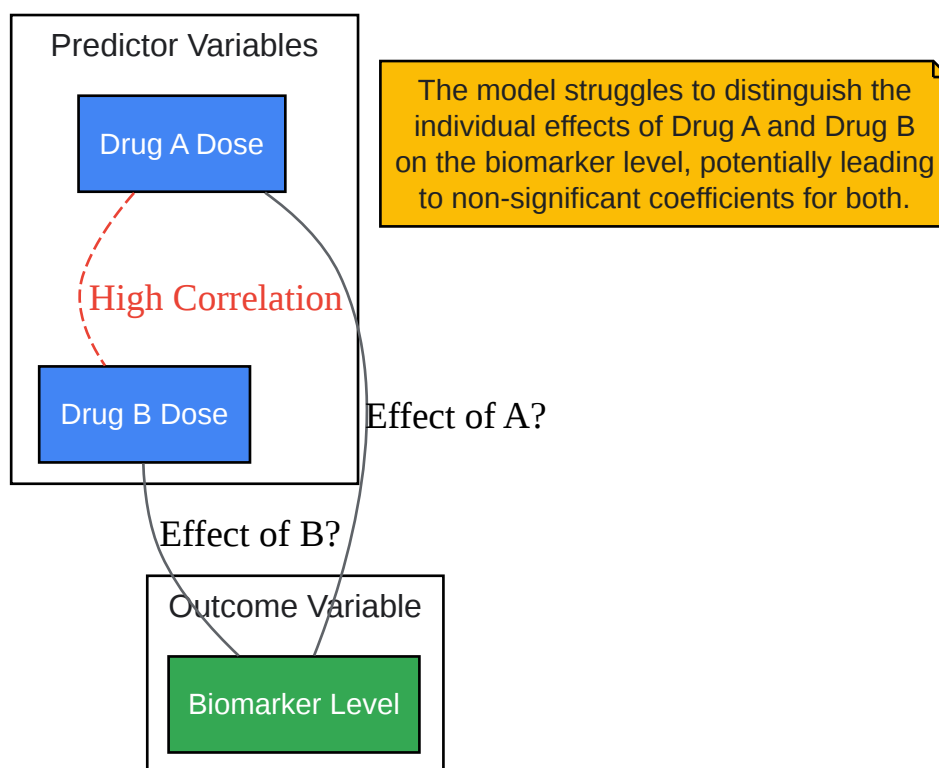 Predictor Variables
Drug A Dose
The model struggles to distinguish the
individual effects of Drug A and Drug B
on the biomarker level, potentially leading
to non-significant coefficients for both.
High Correlation
Drug B Dose
Effect of A?
Effect of B?
Outcome Variable
Biomarker Level